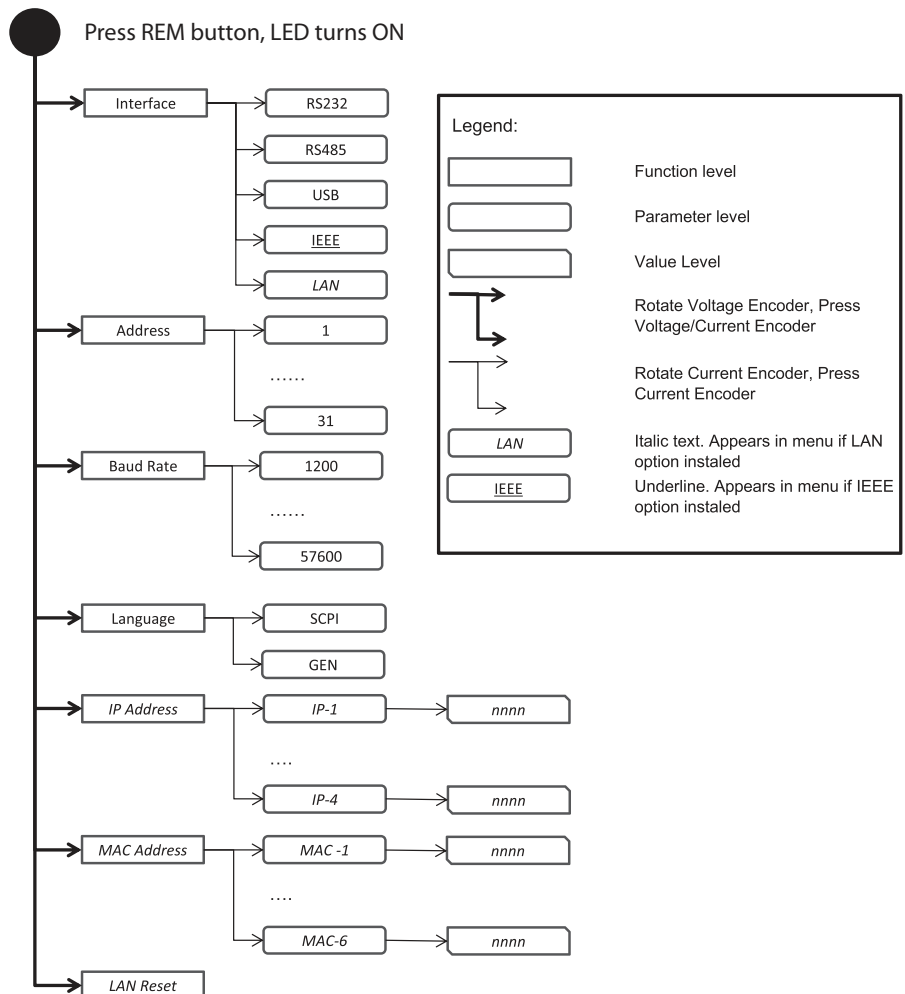 Press REM button, LED turns ON
Interface
RS232
RS485
USB
IEEE
LAN
Address
1
......
31
Baud Rate
1200
......
57600
Language
SCPI
GEN
IP Address
IP-1
nnnn
....
IP-4
nnnn
MAC Address
MAC -1
nnnn
....
MAC-6
nnnn
LAN Reset
Legend:
Function level
Parameter level
Value Level
Rotate Voltage Encoder, Press
Voltage/Current Encoder
Rotate Current Encoder, Press
Current Encoder
LAN
Italic text. Appears in menu if LAN
option instaled
IEEE
Underline. Appears in menu if IEEE
option instaled